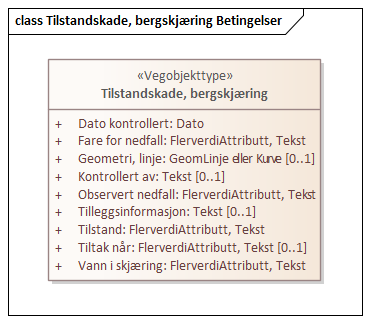 class Tilstandskade, bergskjæring Betingelser
«Vegobjekttype»
Tilstandskade, bergskjæring
+ Dato kontrollert: Dato
+ Fare for nedfall: FlerverdiAttributt, Tekst
+ Geometri, linje: GeomLinje eller Kurve [0..1]
+ Kontrollert av: Tekst [0..1]
+ Observert nedfall: FlerverdiAttributt, Tekst
+ Tilleggsinformasjon: Tekst [0..1]
+ Tilstand: FlerverdiAttributt, Tekst
+ Tiltak når: FlerverdiAttributt, Tekst [0..1]
+ Vann i skjæring: FlerverdiAttributt, Tekst